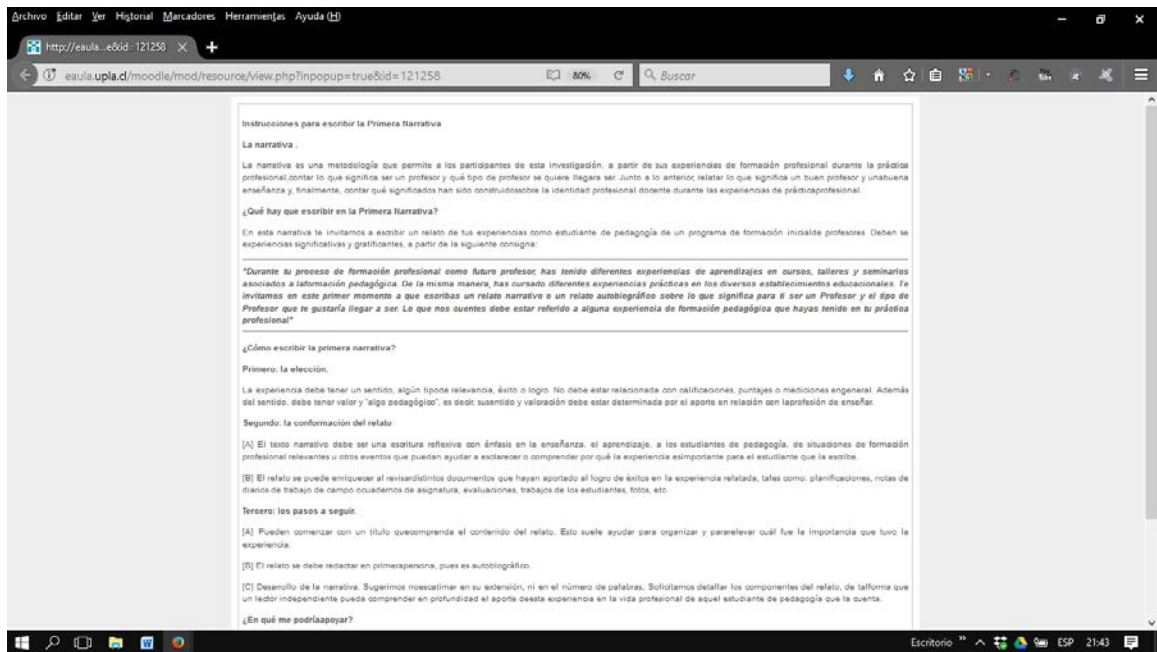 Archivo Editar Ver Historial Marcadores Herramientas Ayuda (H)
http://eaula...e&id=121258
eaula.upla.cl/moodle/mod/resource/view.php?inpopup=true&id=121258 80% Buscar
Instrucciones para escribir la Primera Narrativa
La narrativa .
La narrativa es una metodología que permite a los participantes de esta investigación, a partir de sus experiencias de formación profesional durante la práctica
profesional,contar lo que significa ser un profesor y qué tipo de profesor se quiere llegara ser. Junto a lo anterior, relatar lo que significa un buen profesor y unabuena
enseñanza y, finalmente, contar qué significados han sido construidossobre la identidad profesional docente durante las experiencias de prácticaprofesional.
¿Qué hay que escribir en la Primera Narrativa?
En esta narrativa te invitamos a escribir un relato de tus experiencias como estudiante de pedagogía de un programa de formación inicialde profesores. Deben se
experiencias significativas y gratificantes, a partir de la siguiente consigna:
"Durante tu proceso de formación profesional como futuro profesor, has tenido diferentes experiencias de aprendizajes en cursos, talleres y seminarios
asociados a laformación pedagógica. De la misma manera, has cursado diferentes experiencias prácticas en los diversos establecimientos educacionales. Te
invitamos en este primer momento a que escribas un relato narrativo o un relato autobiográfico sobre lo que significa para ti ser un Profesor y el tipo de
Profesor que te gustaría llegar a ser. Lo que nos cuentes debe estar referido a alguna experiencia de formación pedagógica que hayas tenido en tu práctica
profesional"
¿Cómo escribir la primera narrativa?
Primero: la elección.
La experiencia debe tener un sentido, algún tipode relevancia, éxito o logro. No debe estar relacionada con calificaciones, puntajes o mediciones engeneral. Además
del sentido, debe tener valor y "algo pedagógico", es decir, susentido y valoración debe estar determinada por el aporte en relación con laprofesión de enseñar.
Segundo: la conformación del relato
[A] El texto narrativo debe ser una escritura reflexiva con énfasis en la enseñanza, el aprendizaje, a los estudiantes de pedagogía, de situaciones de formación
profesional relevantes u otros eventos que puedan ayudar a esclarecer o comprender por qué la experiencia esimportante para el estudiante que la escribe.
[B] El relato se puede enriquecer al revisardistintos documentos que hayan aportado al logro de éxitos en la experiencia relatada, tales como: planificaciones, notas de
diarios de trabajo de campo ocuadernos de asignatura, evaluaciones, trabajos de los estudiantes, fotos, etc.
Tercero: los pasos a seguir.
[A] Pueden comenzar con un título quecomprenda el contenido del relato. Esto suele ayudar para organizar y pararelevar cuál fue la importancia que tuvo la
experiencia.
[B] El relato se debe redactar en primerapersona, pues es autobiográfico.
[C] Desarrollo de la narrativa. Sugerimos noescatimar en su extensión, ni en el número de palabras, Solicitamos detallar los componentes del relato, de talforma que
un lector independiente pueda comprender en profundidad el aporte deesta experiencia en la vida profesional de aquel estudiante de pedagogía que la cuenta.
¿En qué me podríaapoyar?
Escritorio ESP 21:43